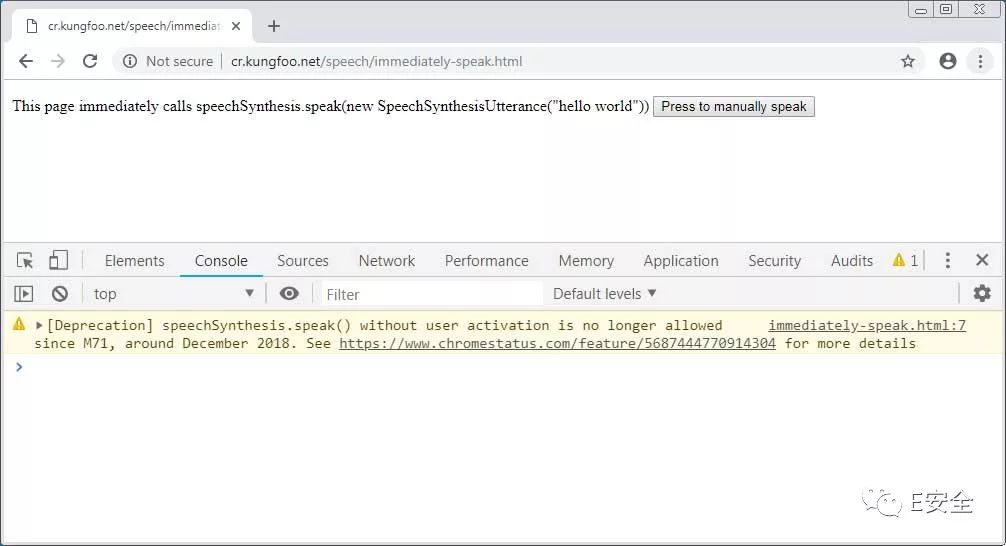 cr.kungfoo.net/speech/immediat
Not secure cr.kungfoo.net/speech/immediately-speak.html
This page immediately calls speechSynthesis.speak(new SpeechSynthesisUtterance("hello world")) Press to manually speak
Elements Console Sources Network Performance Memory Application Security Audits 1
top Filter Default levels
[Deprecation] speechSynthesis.speak() without user activation is no longer allowed immediately-speak.html:7
since M71, around December 2018. See https://www.chromestatus.com/feature/5687444770914304 for more details
E安全